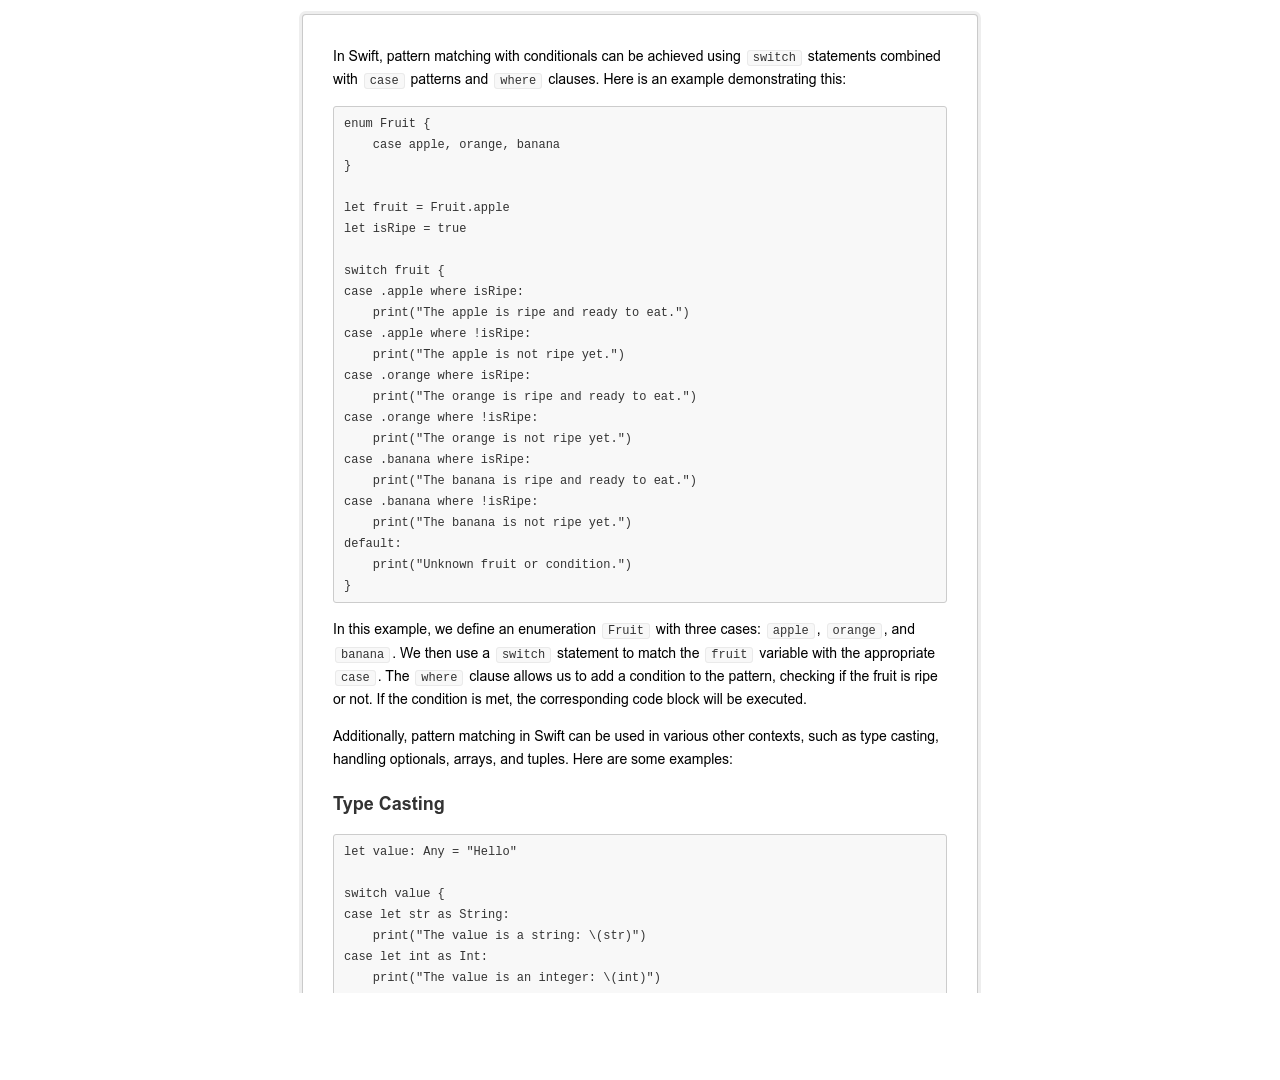 In Swift, pattern matching with conditionals can be achieved using switch statements combined
with case patterns and where clauses. Here is an example demonstrating this:
enum Fruit {
    case apple, orange, banana
}

let fruit = Fruit.apple
let isRipe = true

switch fruit {
case .apple where isRipe:
    print("The apple is ripe and ready to eat.")
case .apple where !isRipe:
    print("The apple is not ripe yet.")
case .orange where isRipe:
    print("The orange is ripe and ready to eat.")
case .orange where !isRipe:
    print("The orange is not ripe yet.")
case .banana where isRipe:
    print("The banana is ripe and ready to eat.")
case .banana where !isRipe:
    print("The banana is not ripe yet.")
default:
    print("Unknown fruit or condition.")
}
In this example, we define an enumeration Fruit with three cases: apple, orange, and
banana. We then use a switch statement to match the fruit variable with the appropriate
case. The where clause allows us to add a condition to the pattern, checking if the fruit is ripe
or not. If the condition is met, the corresponding code block will be executed.
Additionally, pattern matching in Swift can be used in various other contexts, such as type casting,
handling optionals, arrays, and tuples. Here are some examples:
Type Casting
let value: Any = "Hello"

switch value {
case let str as String:
    print("The value is a string: \(str)")
case let int as Int:
    print("The value is an integer: \(int)")